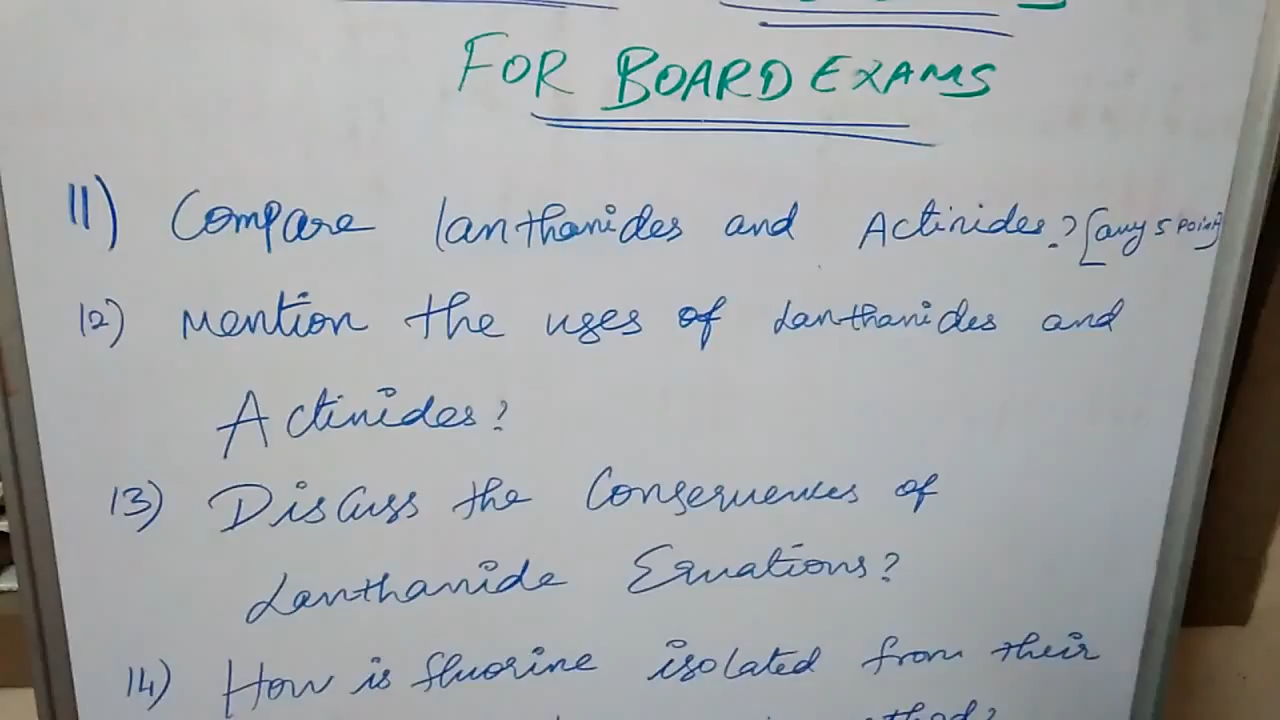 FOR BOARD EXAMS
11) Compare lanthanides and Actinides? [any 5 point]
12) Mention the uses of Lanthanides and
Actinides?
13) Discuss the Consequences of
Lanthanide Equations?
14) How is fluorine isolated from their